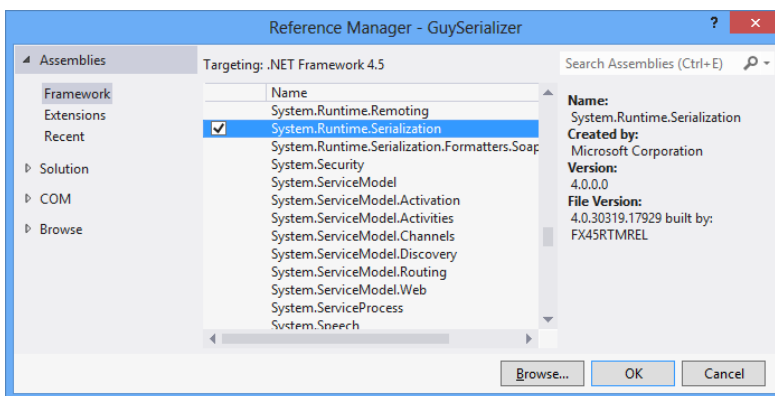 Reference Manager - GuySerializer
Assemblies
Framework
Extensions
Recent
Solution
COM
Browse
Targeting: .NET Framework 4.5
Name
System.Runtime.Remoting
System.Runtime.Serialization
System.Runtime.Serialization.Formatters.Soap
System.Security
System.ServiceModel
System.ServiceModel.Activation
System.ServiceModel.Activities
System.ServiceModel.Channels
System.ServiceModel.Discovery
System.ServiceModel.Routing
System.ServiceModel.Web
System.ServiceProcess
System.Speech
Search Assemblies (Ctrl+E)
Name:
System.Runtime.Serialization
Created by:
Microsoft Corporation
Version:
4.0.0.0
File Version:
4.0.30319.17929 built by:
FX45RTMREL
Browse...
OK
Cancel